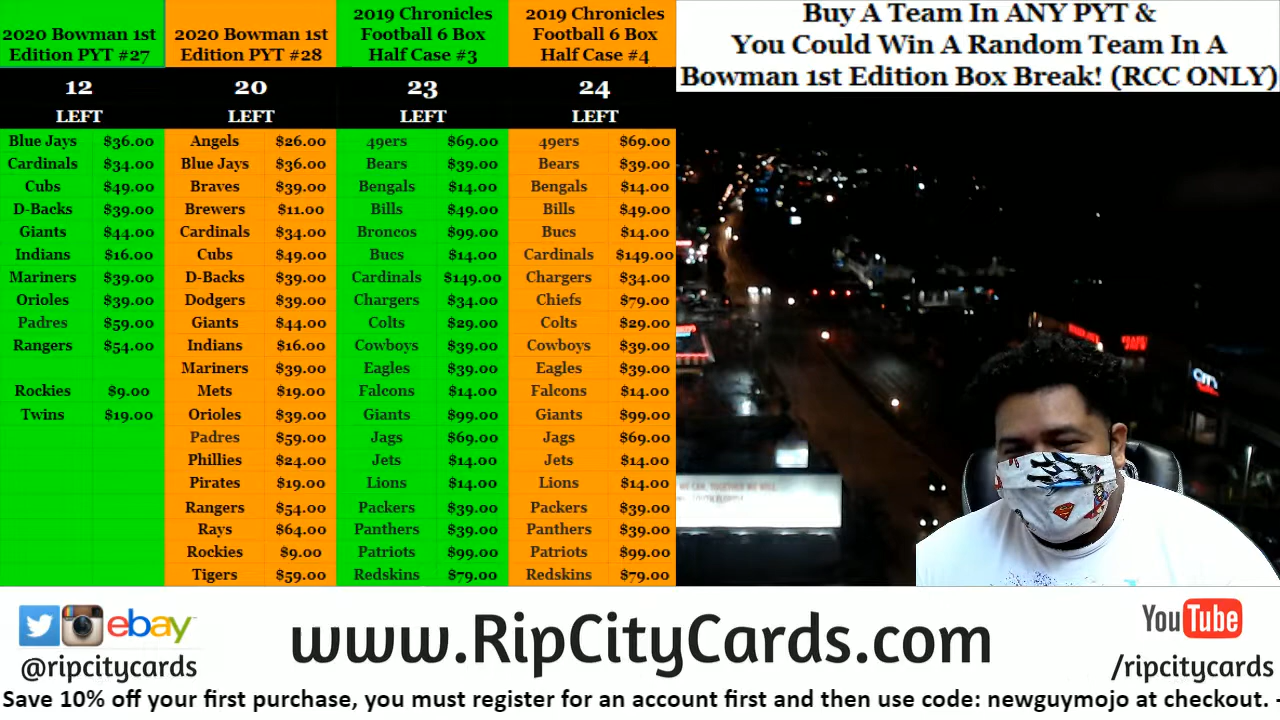 2020 Bowman 1st
Edition PYT #27
12
LEFT
Blue Jays $36.00
Cardinals $34.00
Cubs $49.00
D-Backs $39.00
Giants $44.00
Indians $16.00
Mariners $39.00
Orioles $39.00
Padres $59.00
Rangers $54.00
Rockies $9.00
Twins $19.00
2020 Bowman 1st
Edition PYT #28
20
LEFT
Angels $26.00
Blue Jays $36.00
Braves $39.00
Brewers $11.00
Cardinals $34.00
Cubs $49.00
D-Backs $39.00
Dodgers $39.00
Giants $44.00
Indians $16.00
Mariners $39.00
Mets $19.00
Orioles $39.00
Padres $59.00
Phillies $24.00
Pirates $19.00
Rangers $54.00
Rays $64.00
Rockies $9.00
Tigers $59.00
2019 Chronicles
Football 6 Box
Half Case #3
23
LEFT
49ers $69.00
Bears $39.00
Bengals $14.00
Bills $49.00
Broncos $99.00
Bucs $14.00
Cardinals $149.00
Chargers $34.00
Colts $29.00
Cowboys $39.00
Eagles $39.00
Falcons $14.00
Giants $99.00
Jags $69.00
Jets $14.00
Lions $14.00
Packers $39.00
Panthers $39.00
Patriots $99.00
Redskins $79.00
2019 Chronicles
Football 6 Box
Half Case #4
24
LEFT
49ers $69.00
Bears $39.00
Bengals $14.00
Bills $49.00
Bucs $14.00
Cardinals $149.00
Chargers $34.00
Chiefs $79.00
Colts $29.00
Cowboys $39.00
Eagles $39.00
Falcons $14.00
Giants $99.00
Jags $69.00
Jets $14.00
Lions $14.00
Packers $39.00
Panthers $39.00
Patriots $99.00
Redskins $79.00
Buy A Team In ANY PYT &
You Could Win A Random Team In A
Bowman 1st Edition Box Break! (RCC ONLY)
WE CAN. TOGETHER WE WILL.
ebay
@ripcitycards
www.RipCityCards.com
YouTube
/ripcitycards
Save 10% off your first purchase, you must register for an account first and then use code: newguymojo at checkout. -